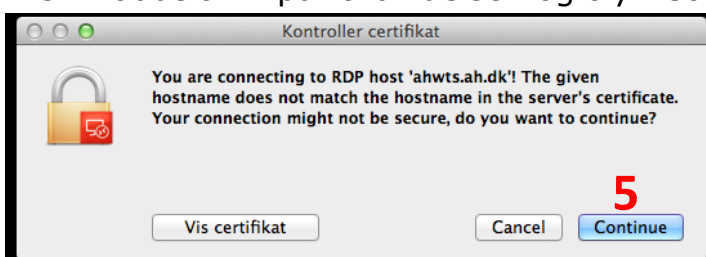 Kontroller certifikat
You are connecting to RDP host 'ahwts.ah.dk'! The given
hostname does not match the hostname in the server's certificate.
Your connection might not be secure, do you want to continue?
5
Vis certifikat
Cancel
Continue